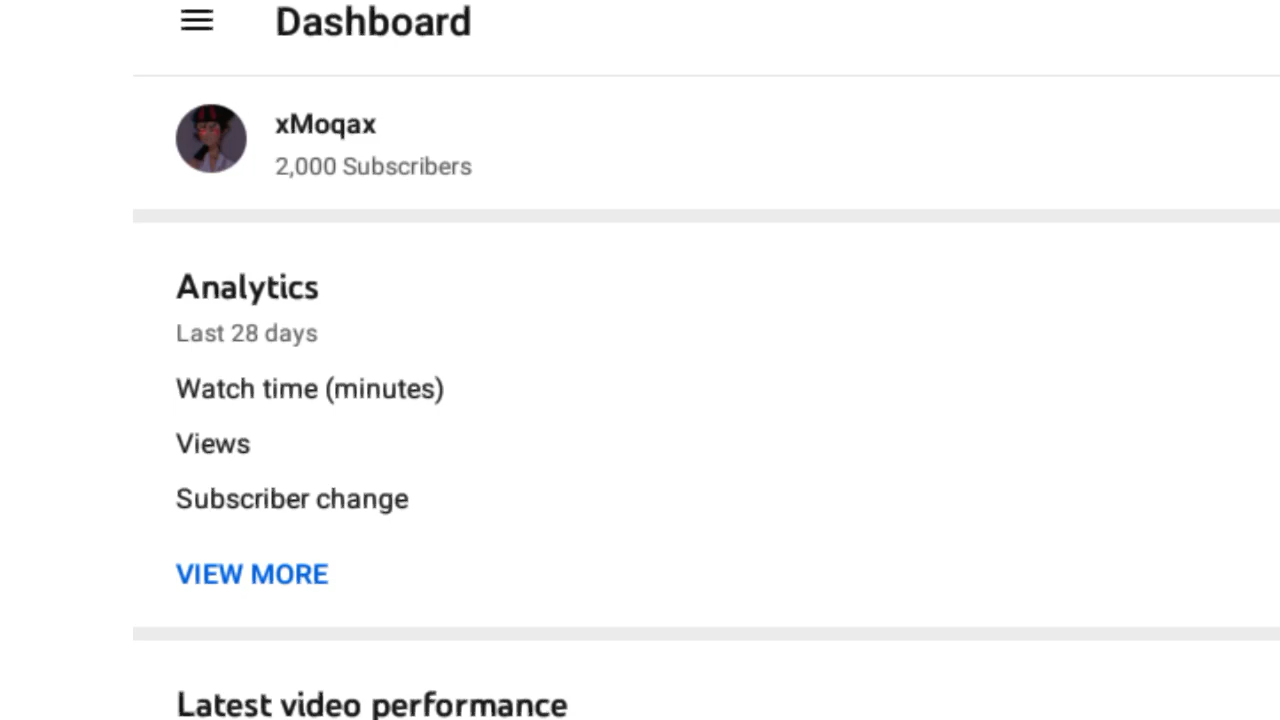 Dashboard
xMoqax
2,000 Subscribers
Analytics
Last 28 days
Watch time (minutes)
Views
Subscriber change
VIEW MORE
Latest video performance